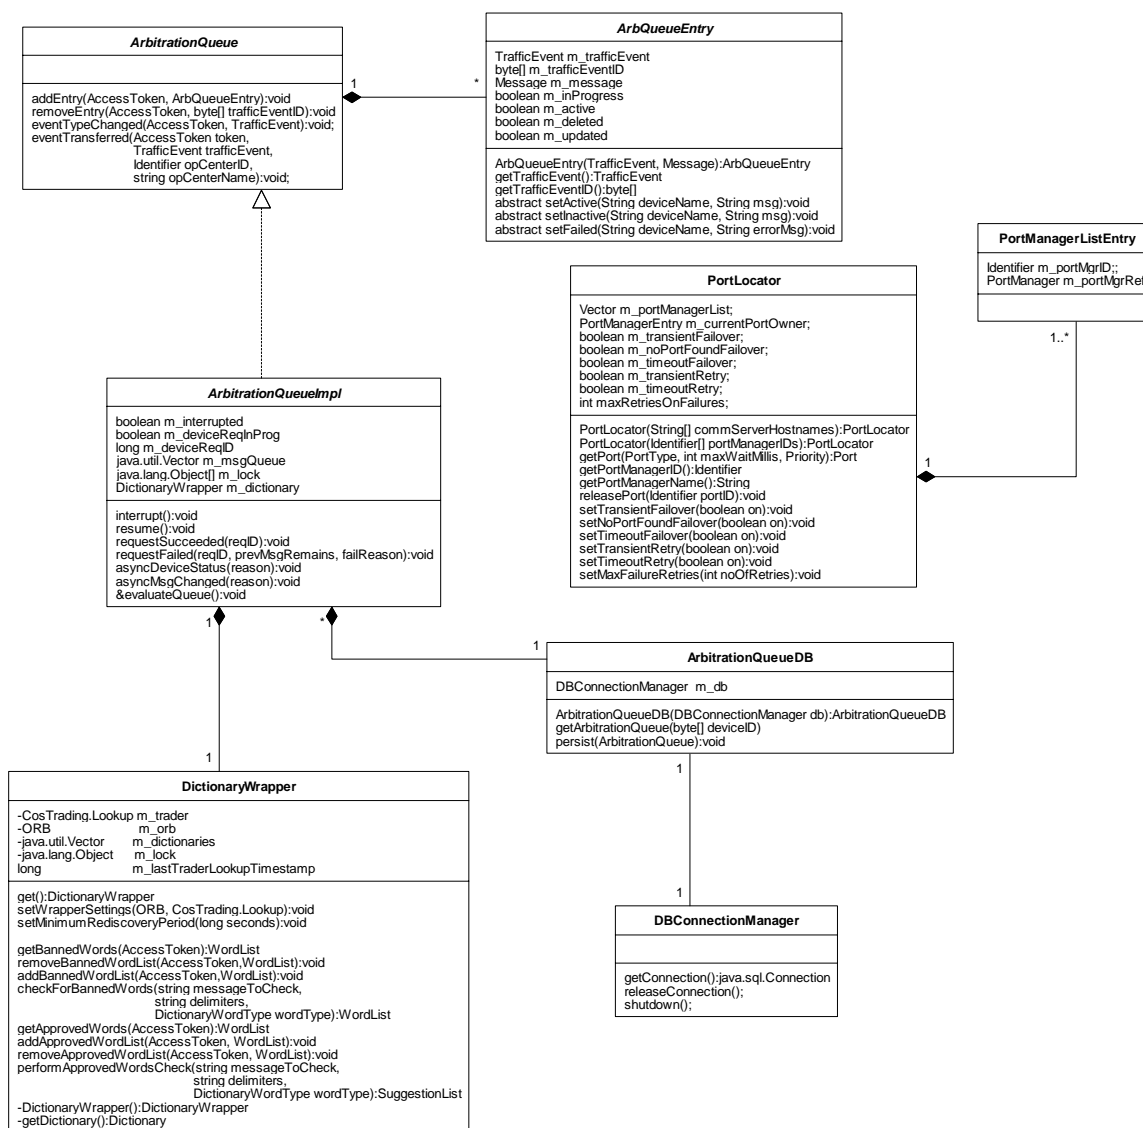 ArbitrationQueue
addEntry(AccessToken, ArbQueueEntry):void
removeEntry(AccessToken, byte[] trafficEventID):void
eventTypeChanged(AccessToken, TrafficEvent):void;
eventTransferred(AccessToken token,
TrafficEvent trafficEvent,
Identifier opCenterID,
string opCenterName):void;
1
*
ArbQueueEntry
TrafficEvent m_trafficEvent
byte[] m_trafficEventID
Message m_message
boolean m_inProgress
boolean m_active
boolean m_deleted
boolean m_updated
ArbQueueEntry(TrafficEvent, Message):ArbQueueEntry
getTrafficEvent():TrafficEvent
getTrafficEventID():byte[]
abstract setActive(String deviceName, String msg):void
abstract setInactive(String deviceName, String msg):void
abstract setFailed(String deviceName, String errorMsg):void
PortManagerListEntry
Identifier m_portMgrID;;
PortManager m_portMgrRef
1..*
PortLocator
Vector m_portManagerList;
PortManagerEntry m_currentPortOwner;
boolean m_transientFailover;
boolean m_noPortFoundFailover;
boolean m_timeoutFailover;
boolean m_transientRetry;
boolean m_timeoutRetry;
int maxRetriesOnFailures;
PortLocator(String[] commServerHostnames):PortLocator
PortLocator(Identifier[] portManagerIDs):PortLocator
getPort(PortType, int maxWaitMillis, Priority):Port
getPortManagerID():Identifier
getPortManagerName():String
releasePort(Identifier portID):void
setTransientFailover(boolean on):void
setNoPortFoundFailover(boolean on):void
setTimeoutFailover(boolean on):void
setTransientRetry(boolean on):void
setTimeoutRetry(boolean on):void
setMaxFailureRetries(int noOfRetries):void
1
ArbitrationQueueImpl
boolean m_interrupted
boolean m_deviceReqInProg
long m_deviceReqID
java.util.Vector m_msgQueue
java.lang.Object[] m_lock
DictionaryWrapper m_dictionary
interrupt():void
resume():void
requestSucceeded(reqID):void
requestFailed(reqID, prevMsgRemains, failReason):void
asyncDeviceStatus(reason):void
asyncMsgChanged(reason):void
&evaluateQueue():void
1
*
1
ArbitrationQueueDB
DBConnectionManager m_db
ArbitrationQueueDB(DBConnectionManager db):ArbitrationQueueDB
getArbitrationQueue(byte[] deviceID)
persist(ArbitrationQueue):void
1
1
1
DictionaryWrapper
-CosTrading.Lookup m_trader
-ORB m_orb
-java.util.Vector m_dictionaries
-java.lang.Object m_lock
long m_lastTraderLookupTimestamp
get():DictionaryWrapper
setWrapperSettings(ORB, CosTrading.Lookup):void
setMinimumRediscoveryPeriod(long seconds):void
getBannedWords(AccessToken):WordList
removeBannedWordList(AccessToken,WordList):void
addBannedWordList(AccessToken,WordList):void
checkForBannedWords(string messageToCheck,
string delimiters,
DictionaryWordType wordType):WordList
getApprovedWords(AccessToken):WordList
addApprovedWordList(AccessToken, WordList):void
removeApprovedWordList(AccessToken, WordList):void
performApprovedWordsCheck(string messageToCheck,
string delimiters,
DictionaryWordType wordType):SuggestionList
-DictionaryWrapper():DictionaryWrapper
-getDictionary():Dictionary
DBConnectionManager
getConnection():java.sql.Connection
releaseConnection();
shutdown();